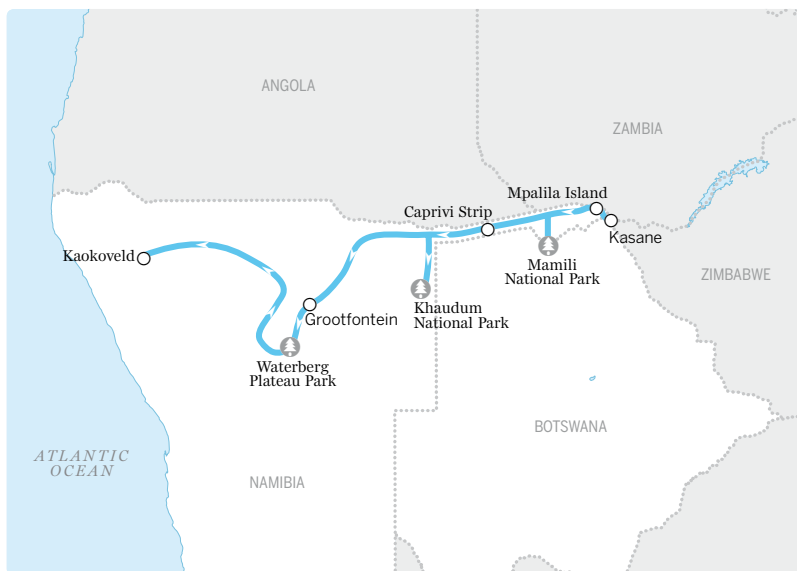 ANGOLA
ZAMBIA
Mpalila Island
Caprivi Strip
Kasane
Kaokoveld
Mamili
National Park
ZIMBABWE
Khaudum
National Park
Grootfontein
Waterberg
Plateau Park
BOTSWANA
ATLANTIC
OCEAN
NAMIBIA